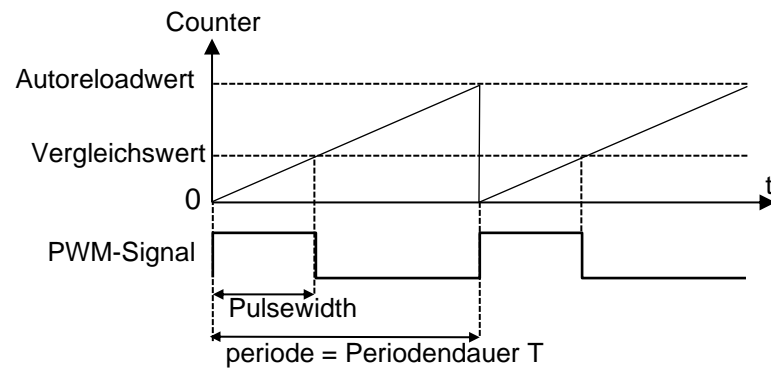 Counter
Autoreloadwert
Vergleichswert
0
t
PWM-Signal
Pulsewidth
periode = Periodendauer T